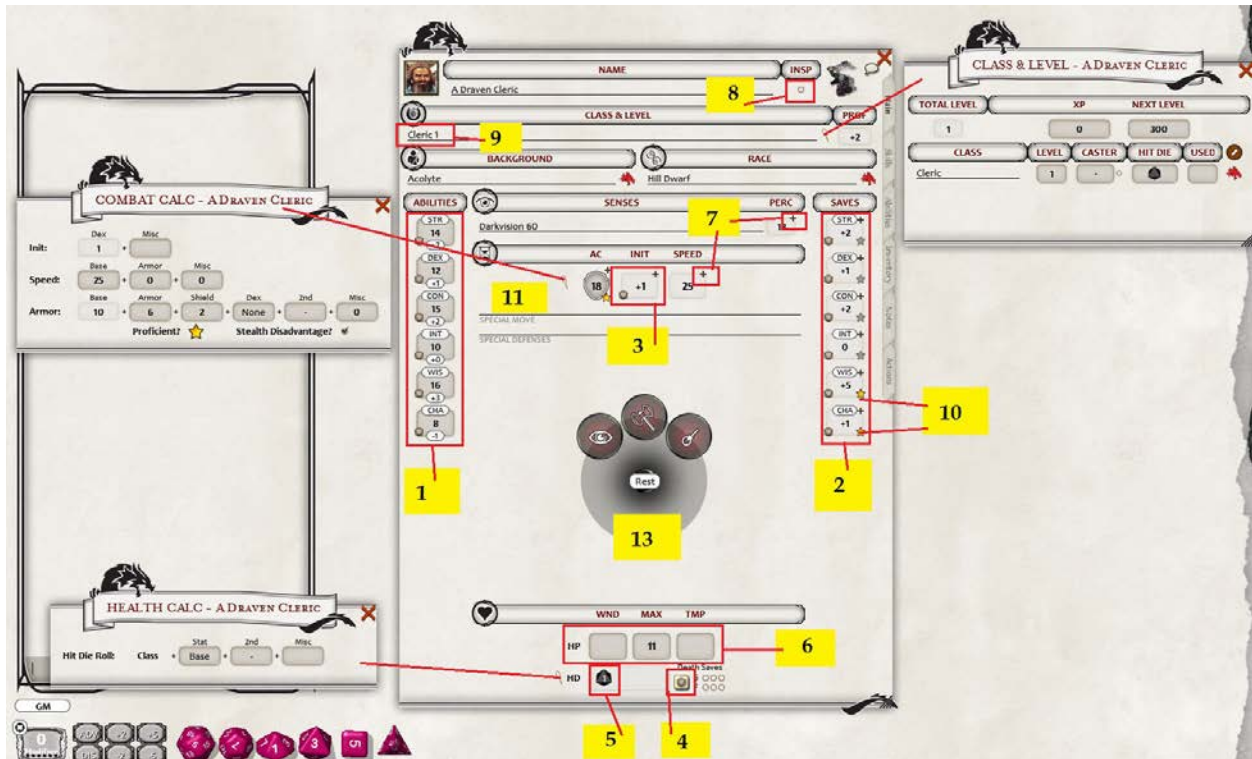 NAME INSP
A Draven Cleric
8
CLASS & LEVEL PROF
Cleric 1 +2
9
BACKGROUND RACE
Acolyte Hill Dwarf
ABILITIES SENSES PERC SAVES
Darkvision 60
7
STR
14
DEX
12
+1
CON
15
+2
INT
10
+0
WIS
16
+3
CHA
8
-1
1
AC INIT SPEED
18 +1 25
11
3
SPECIAL MOVE
SPECIAL DEFENSES
STR
+2
DEX
+1
CON
+2
INT
0
WIS
+5
CHA
+1
10
2
Rest
13
WND MAX TMP
HP 11
6
HD Death Saves
5 4
COMBAT CALC - A DRAVEN CLERIC
Dex Misc
Init: 1 +
Base Armor Misc
Speed: 25 + 0 + 0
Base Armor Shield Dex 2nd Misc
Armor: 10 + 6 + 2 + None + - + 0
Proficient? Stealth Disadvantage?
HEALTH CALC - A DRAVEN CLERIC
Stat 2nd Misc
Hit Die Roll: Class + Base + - +
CLASS & LEVEL - A DRAVEN CLERIC
TOTAL LEVEL XP NEXT LEVEL
1 0 300
CLASS LEVEL CASTER HIT DIE USED
Cleric 1 -
Skills
Inventory
Actions
GM
0
ADV +2 +5